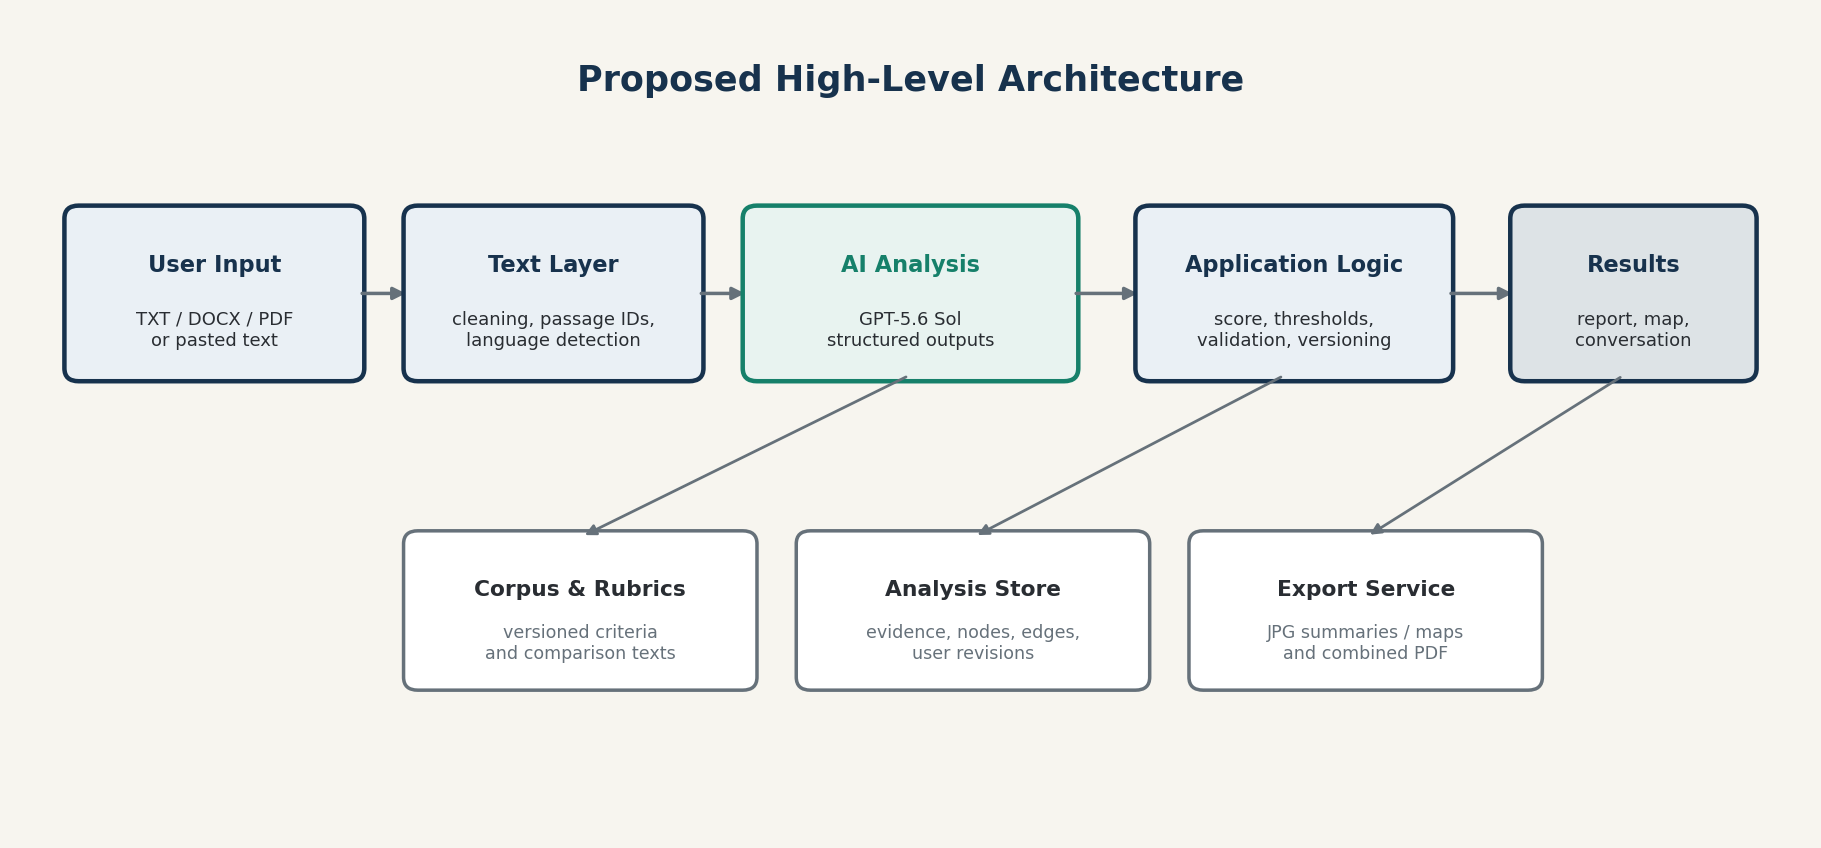 Proposed High-Level Architecture
User Input
TXT / DOCX / PDF
or pasted text
Text Layer
cleaning, passage IDs,
language detection
AI Analysis
GPT-5.6 Sol
structured outputs
Application Logic
score, thresholds,
validation, versioning
Results
report, map,
conversation
Corpus & Rubrics
versioned criteria
and comparison texts
Analysis Store
evidence, nodes, edges,
user revisions
Export Service
JPG summaries / maps
and combined PDF